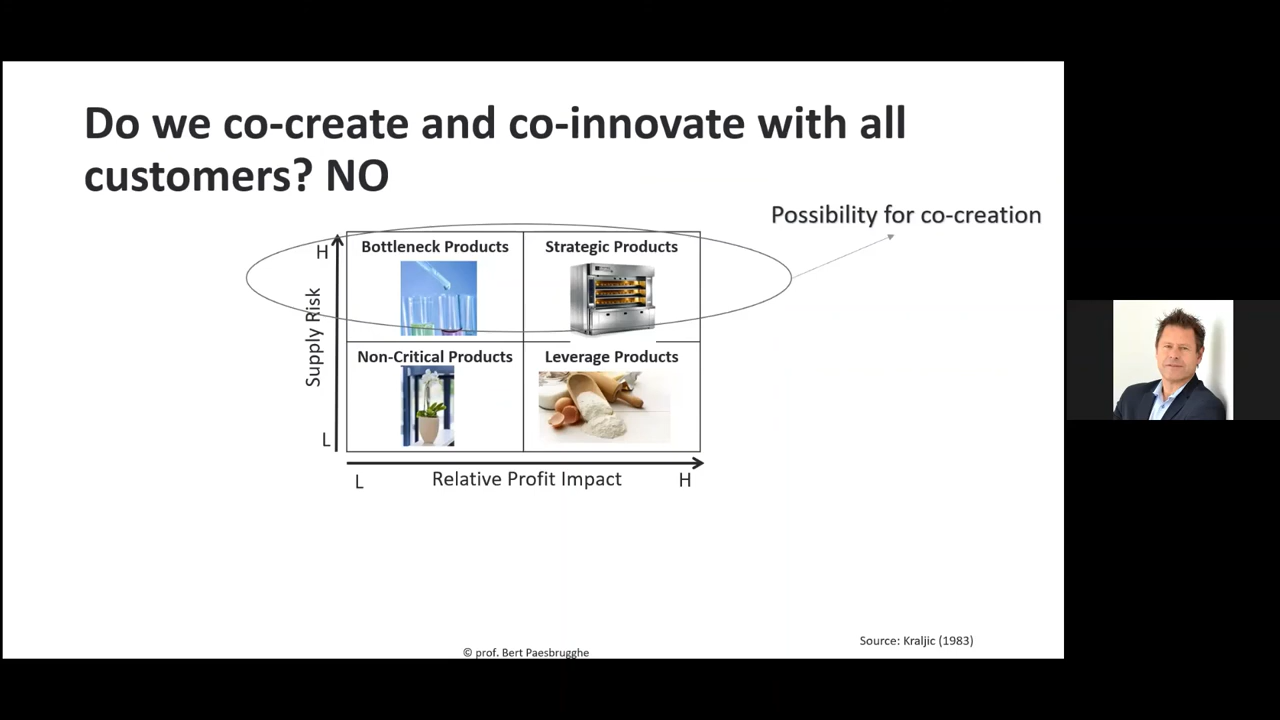 Do we co-create and co-innovate with all
customers? NO
Possibility for co-creation
H
Bottleneck Products
Strategic Products
Supply Risk
Non-Critical Products
Leverage Products
L
L
Relative Profit Impact
H
Source: Kraljic (1983)
© prof. Bert Paesbrugghe